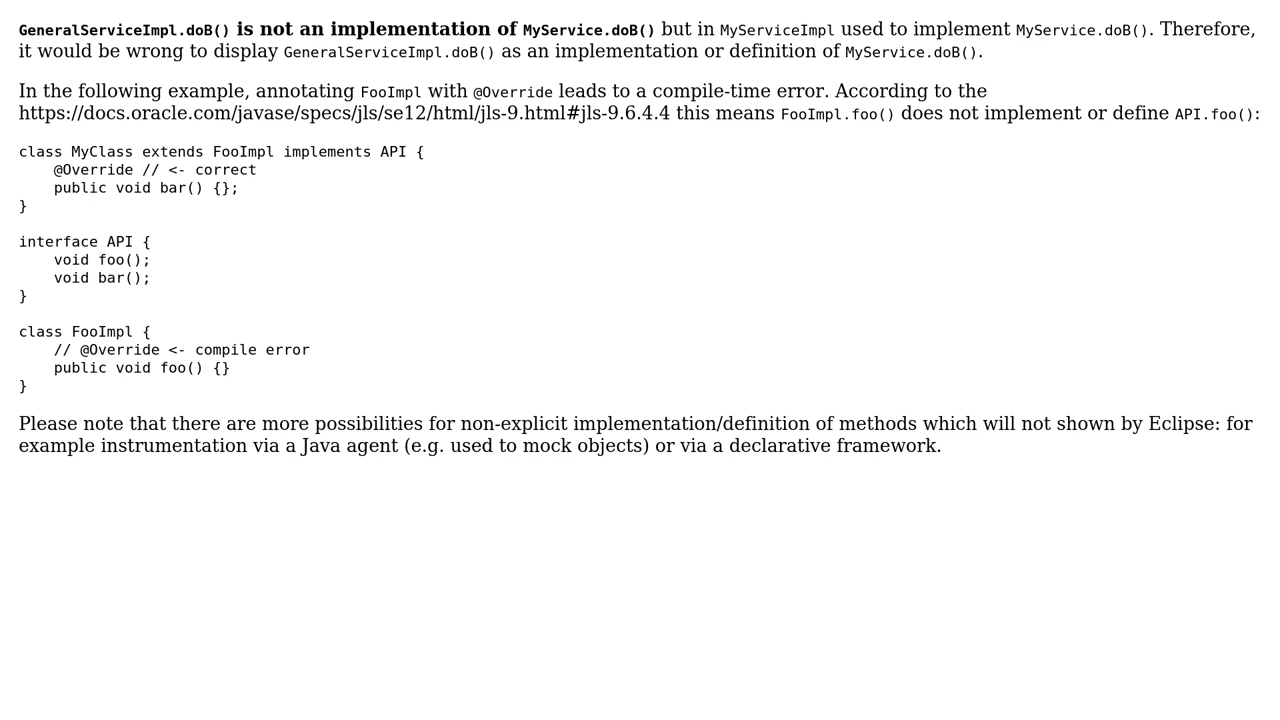 GeneralServiceImpl.doB() is not an implementation of MyService.doB() but in MyServiceImpl used to implement MyService.doB(). Therefore,
it would be wrong to display GeneralServiceImpl.doB() as an implementation or definition of MyService.doB().
In the following example, annotating FooImpl with @Override leads to a compile-time error. According to the
https://docs.oracle.com/javase/specs/jls/se12/html/jls-9.html#jls-9.6.4.4 this means FooImpl.foo() does not implement or define API.foo():
class MyClass extends FooImpl implements API {
    @Override // <- correct
    public void bar() {};
}
interface API {
    void foo();
    void bar();
}
class FooImpl {
    // @Override <- compile error
    public void foo() {}
}
Please note that there are more possibilities for non-explicit implementation/definition of methods which will not shown by Eclipse: for
example instrumentation via a Java agent (e.g. used to mock objects) or via a declarative framework.